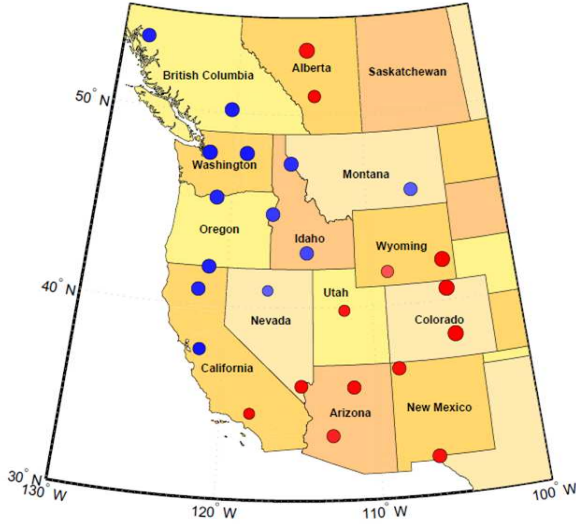 British Columbia
Alberta
Saskatchewan
50° N
Washington
Montana
Oregon
Idaho
Wyoming
40° N
Nevada
Utah
Colorado
California
Arizona
New Mexico
30° N
130° W
120° W
110° W
100° W